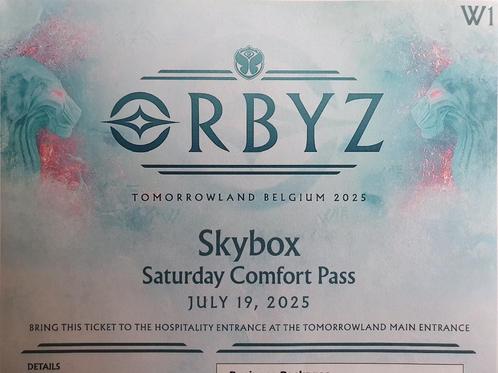 W1
ORBYZ
TOMORROWLAND BELGIUM 2025
Skybox
Saturday Comfort Pass
JULY 19, 2025
BRING THIS TICKET TO THE HOSPITALITY ENTRANCE AT THE TOMORROWLAND MAIN ENTRANCE
DETAILS